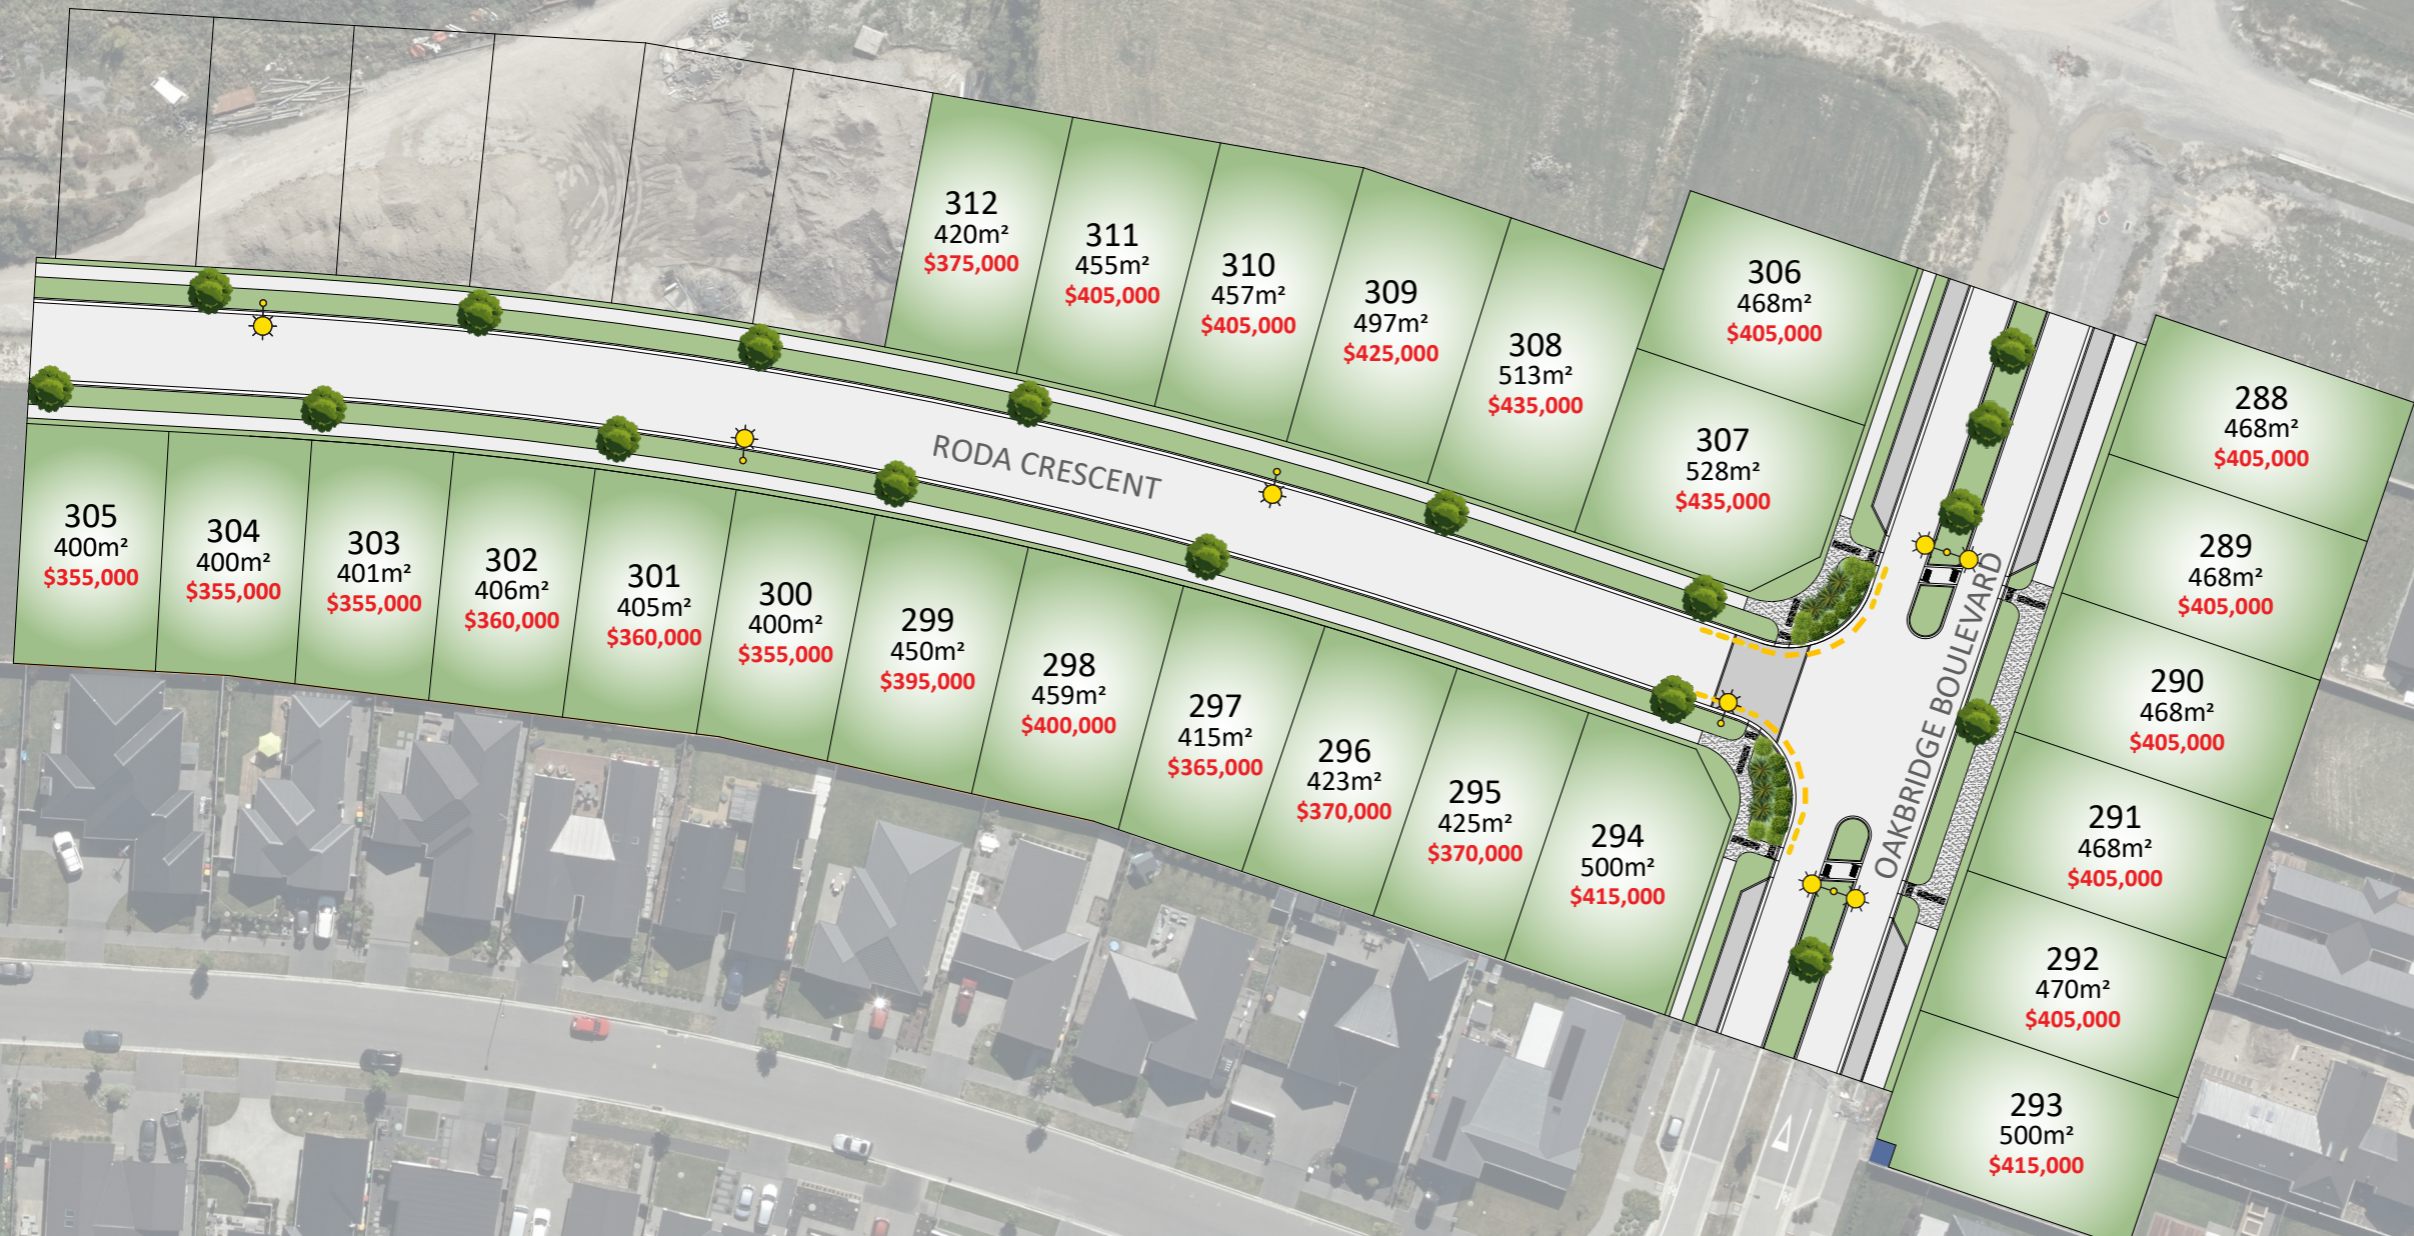 312
420m²
$375,000
311
455m²
$405,000
310
457m²
$405,000
309
497m²
$425,000
308
513m²
$435,000
306
468m²
$405,000
307
528m²
$435,000
288
468m²
$405,000
289
468m²
$405,000
290
468m²
$405,000
291
468m²
$405,000
292
470m²
$405,000
293
500m²
$415,000
RODA CRESCENT
OAKBRIDGE BOULEVARD
305
400m²
$355,000
304
400m²
$355,000
303
401m²
$355,000
302
406m²
$360,000
301
405m²
$360,000
300
400m²
$355,000
299
450m²
$395,000
298
459m²
$400,000
297
415m²
$365,000
296
423m²
$370,000
295
425m²
$370,000
294
500m²
$415,000